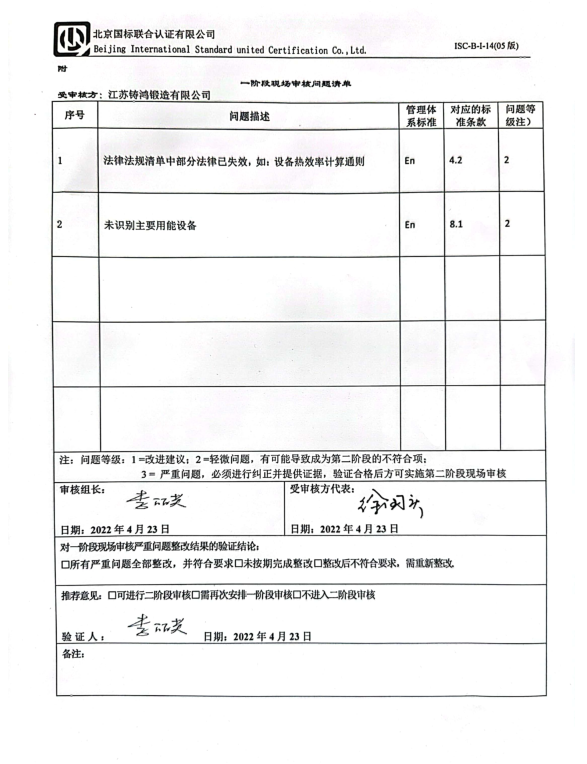 北京国标联合认证有限公司
Beijing International Standard united Certification Co.,Ltd.
ISC-B-I-14(05版)
附
一阶段现场审核问题清单
受审核方：江苏铸鸿锻造有限公司
序号 问题描述 管理体系标准 对应的标准条款 问题等级注）
1 法律法规清单中部分法律已失效，如：设备热效率计算通则 En 4.2 2
2 未识别主要用能设备 En 8.1 2
注：问题等级：1=改进建议；2=轻微问题，有可能导致成为第二阶段的不符合项；
3= 严重问题，必须进行纠正并提供证据，验证合格后方可实施第二阶段现场审核
审核组长： 受审核方代表：
日期：2022年4月23日 日期：2022年4月23日
对一阶段现场审核严重问题整改结果的验证结论：
口所有严重问题全部整改，并符合要求口未按期完成整改口整改后不符合要求，需重新整改.
推荐意见：口可进行二阶段审核口需再次安排一阶段审核口不进入二阶段审核
验证人： 日期：2022年4月23日
备注：